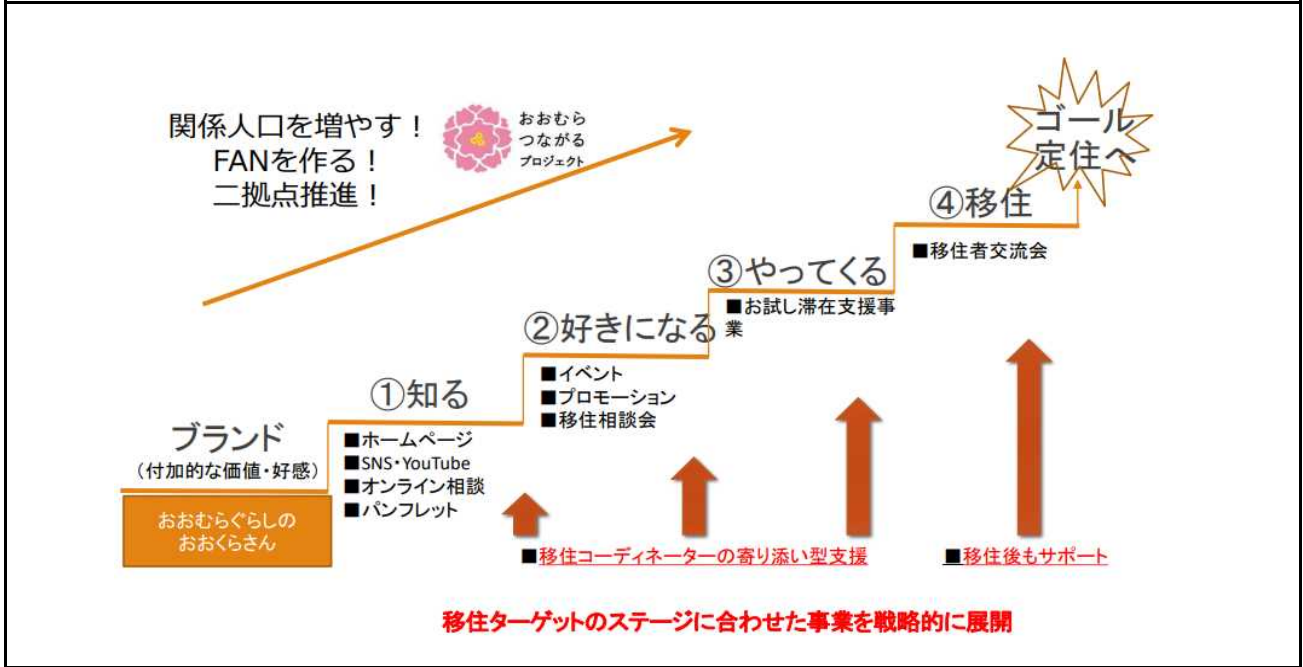 関係人口を増やす!
FANを作る!
二拠点推進!
おおむら
つながる
プロジェクト
ゴール
定住へ
④移住
■移住者交流会
③やってくる
■お試し滞在支援事
業
②好きになる
■イベント
■プロモーション
■移住相談会
①知る
■ホームページ
■SNS・YouTube
■オンライン相談
■パンフレット
ブランド
(付加的な価値・好感)
おおむらぐらしの
おおくらさん
■移住コーディネーターの寄り添い型支援
■移住後もサポート
移住ターゲットのステージに合わせた事業を戦略的に展開